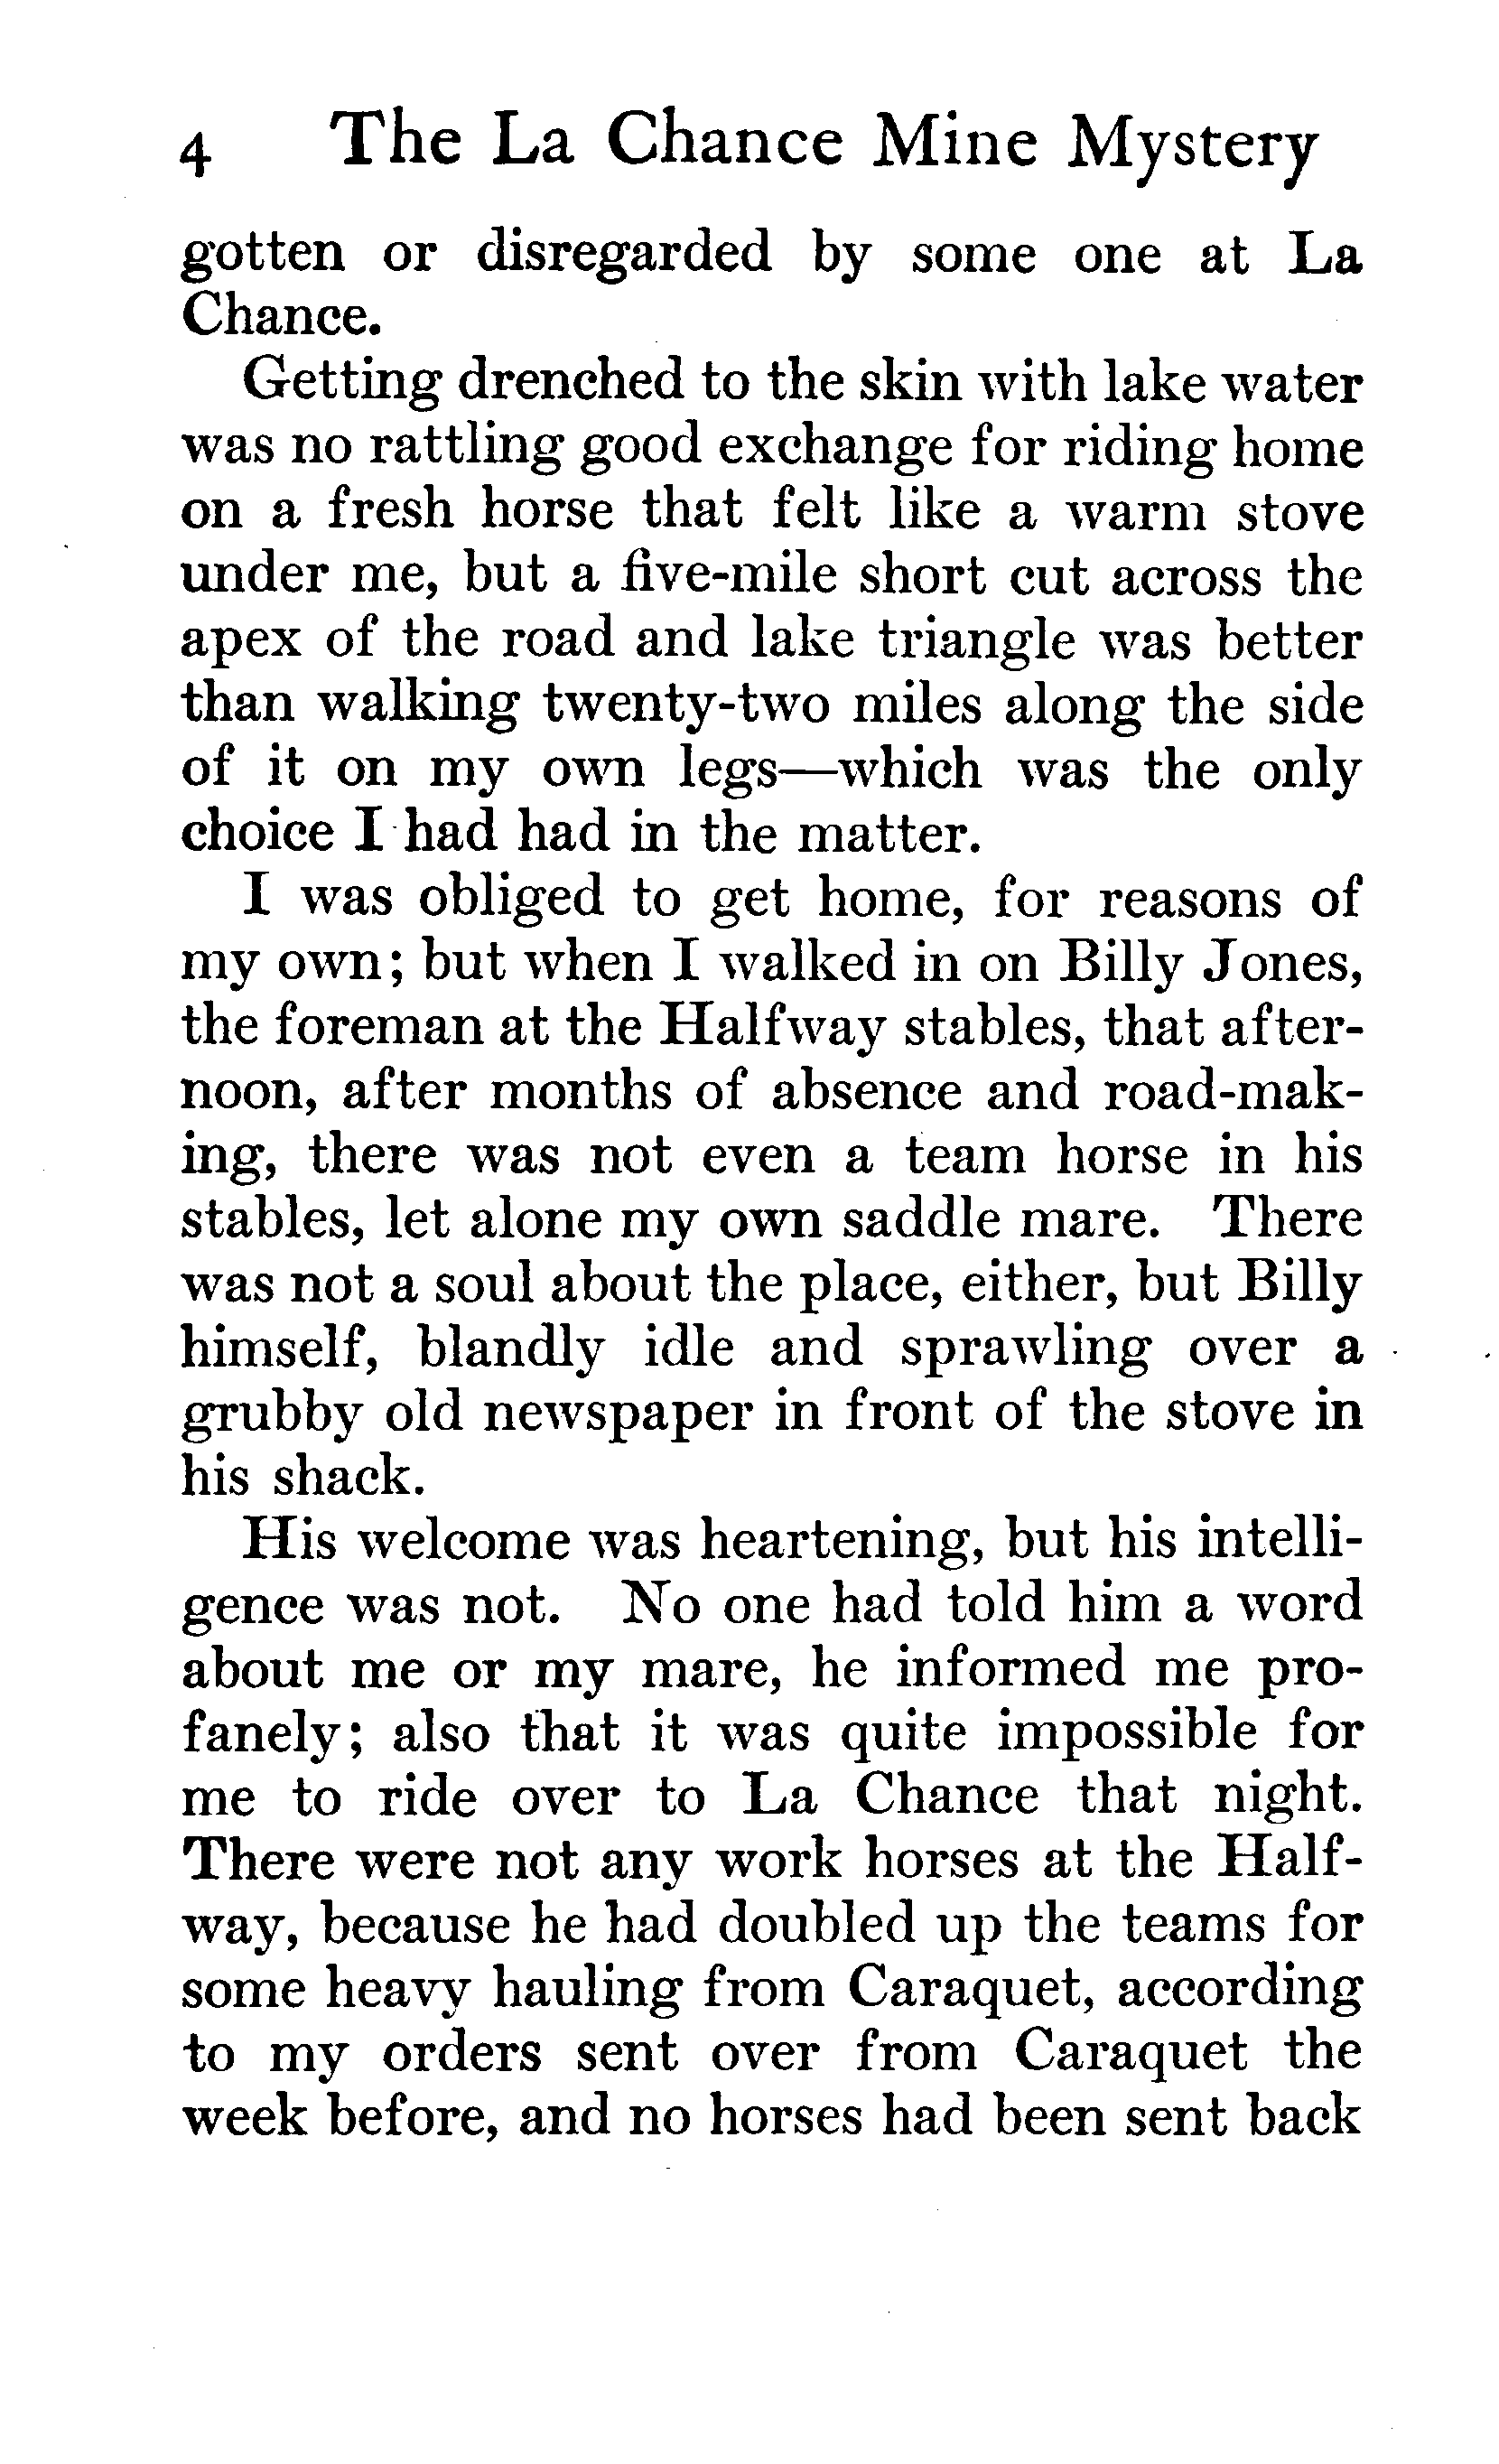 4 The La Chance Mine Mystery
gotten or disregarded by some one at La
Chance.
Getting drenched to the skin with lake water
was no rattling good exchange for riding home
on a fresh horse that felt like a warm stove
under me, but a five-mile short cut across the
apex of the road and lake triangle was better
than walking twenty-two miles along the side
of it on my own legs—which was the only
choice I had had in the matter.
I was obliged to get home, for reasons of
my own; but when I walked in on Billy Jones,
the foreman at the Halfway stables, that after-
noon, after months of absence and road-mak-
ing, there was not even a team horse in his
stables, let alone my own saddle mare. There
was not a soul about the place, either, but Billy
himself, blandly idle and sprawling over a
grubby old newspaper in front of the stove in
his shack.
His welcome was heartening, but his intelli-
gence was not. No one had told him a word
about me or my mare, he informed me pro-
fanely; also that it was quite impossible for
me to ride over to La Chance that night.
There were not any work horses at the Half-
way, because he had doubled up the teams for
some heavy hauling from Caraquet, according
to my orders sent over from Caraquet the
week before, and no horses had been sent back